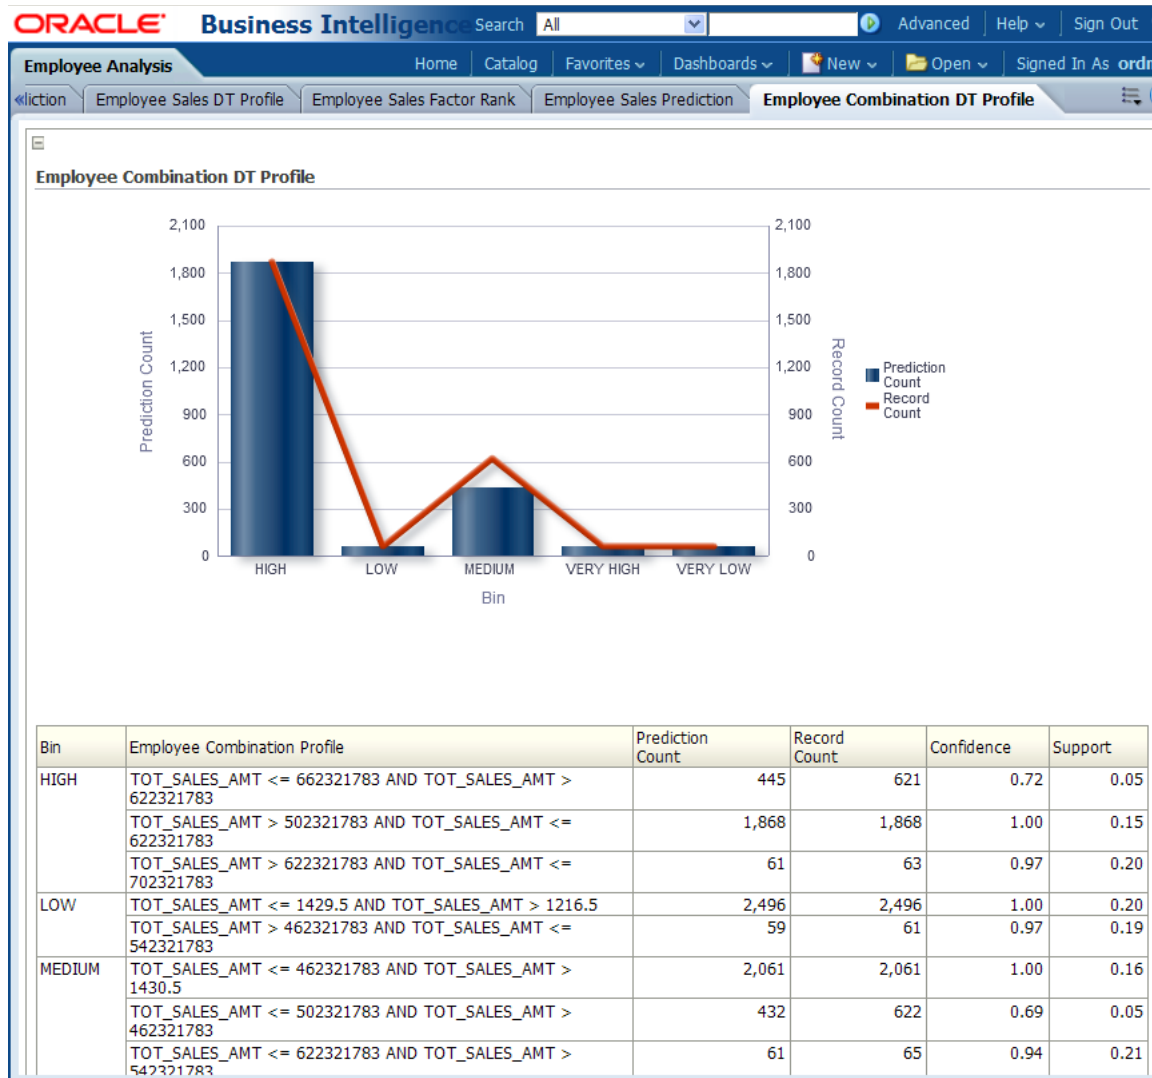 ORACLE Business Intelligence Search All Advanced Help Sign Out
Employee Analysis Home Catalog Favorites Dashboards New Open Signed In As ordr
«liction Employee Sales DT Profile Employee Sales Factor Rank Employee Sales Prediction Employee Combination DT Profile
Employee Combination DT Profile
2,100 2,100
1,800 1,800
1,500 1,500
1,200 1,200
900 900
600 600
300 300
0 0
Prediction Count
Record Count
Prediction
Count
Record
Count
HIGH LOW MEDIUM VERY HIGH VERY LOW
Bin
Bin Employee Combination Profile Prediction Count Record Count Confidence Support
HIGH TOT_SALES_AMT <= 662321783 AND TOT_SALES_AMT > 445 621 0.72 0.05
622321783
TOT_SALES_AMT > 502321783 AND TOT_SALES_AMT <= 1,868 1,868 1.00 0.15
622321783
TOT_SALES_AMT > 622321783 AND TOT_SALES_AMT <= 61 63 0.97 0.20
702321783
LOW TOT_SALES_AMT <= 1429.5 AND TOT_SALES_AMT > 1216.5 2,496 2,496 1.00 0.20
TOT_SALES_AMT > 462321783 AND TOT_SALES_AMT <= 59 61 0.97 0.19
542321783
MEDIUM TOT_SALES_AMT <= 462321783 AND TOT_SALES_AMT > 2,061 2,061 1.00 0.16
1430.5
TOT_SALES_AMT <= 502321783 AND TOT_SALES_AMT > 432 622 0.69 0.05
462321783
TOT_SALES_AMT <= 622321783 AND TOT_SALES_AMT > 61 65 0.94 0.21
542321783